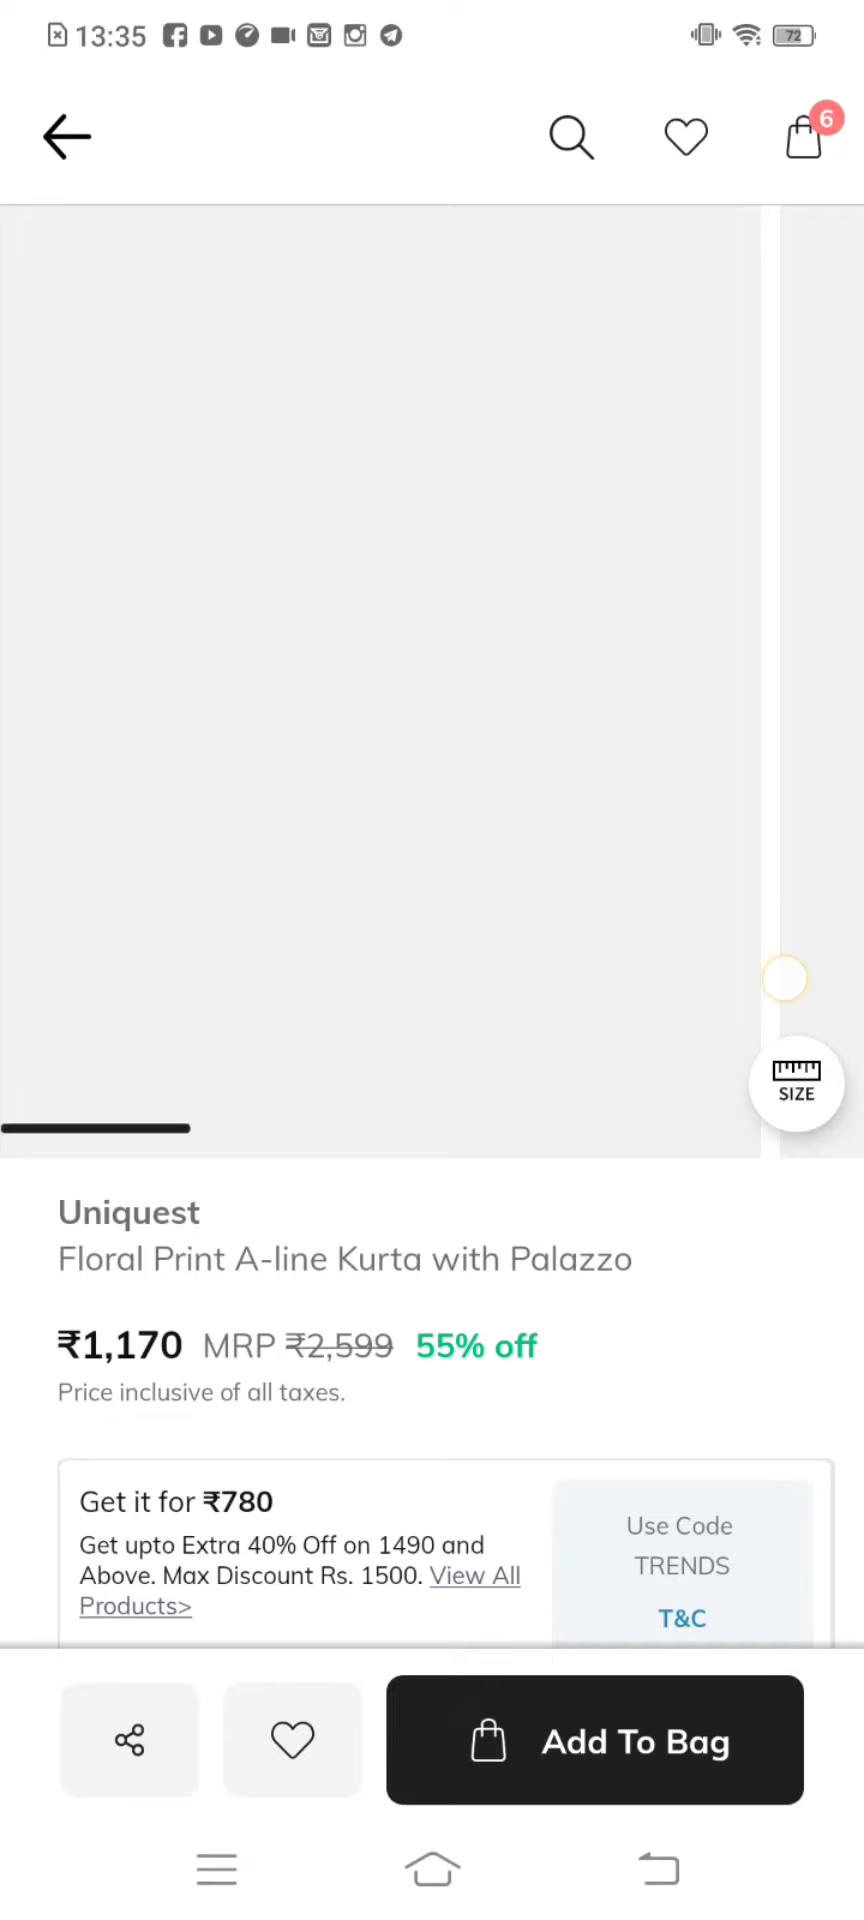 13:35
72
6
SIZE
Uniquest
Floral Print A-line Kurta with Palazzo
₹1,170 MRP ₹2,599 55% off
Price inclusive of all taxes.
Get it for ₹780
Get upto Extra 40% Off on 1490 and
Above. Max Discount Rs. 1500. View All
Products>
Use Code
TRENDS
T&C
Add To Bag